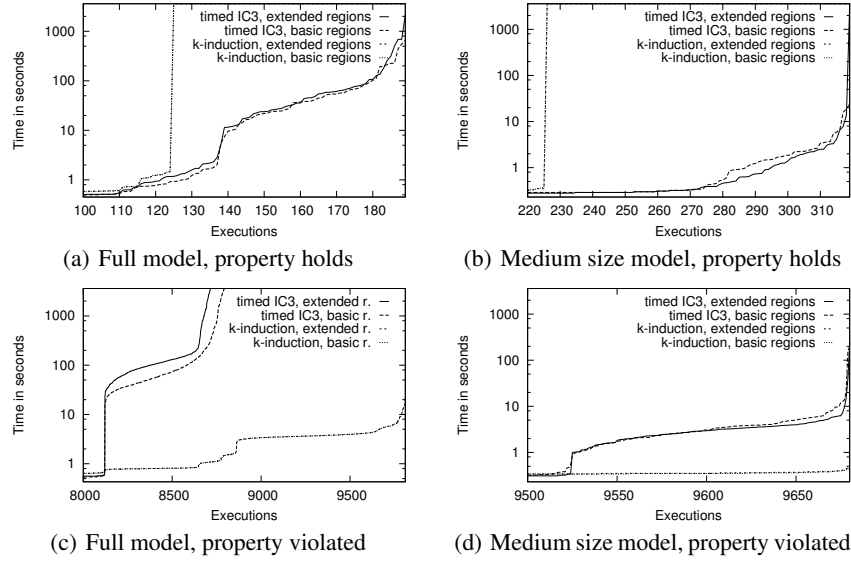 timed IC3, extended regions
timed IC3, basic regions
k-induction, extended regions
k-induction, basic regions
Time in seconds
1000
100
10
1
100 110 120 130 140 150 160 170 180
Executions
(a) Full model, property holds
timed IC3, extended regions
timed IC3, basic regions
k-induction, extended regions
k-induction, basic regions
Time in seconds
1000
100
10
1
220 230 240 250 260 270 280 290 300 310
Executions
(b) Medium size model, property holds
timed IC3, extended r.
timed IC3, basic r.
k-induction, extended r.
k-induction, basic r.
Time in seconds
1000
100
10
1
8000 8500 9000 9500
Executions
(c) Full model, property violated
timed IC3, extended regions
timed IC3, basic regions
k-induction, extended regions
k-induction, basic regions
Time in seconds
1000
100
10
1
9500 9550 9600 9650
Executions
(d) Medium size model, property violated